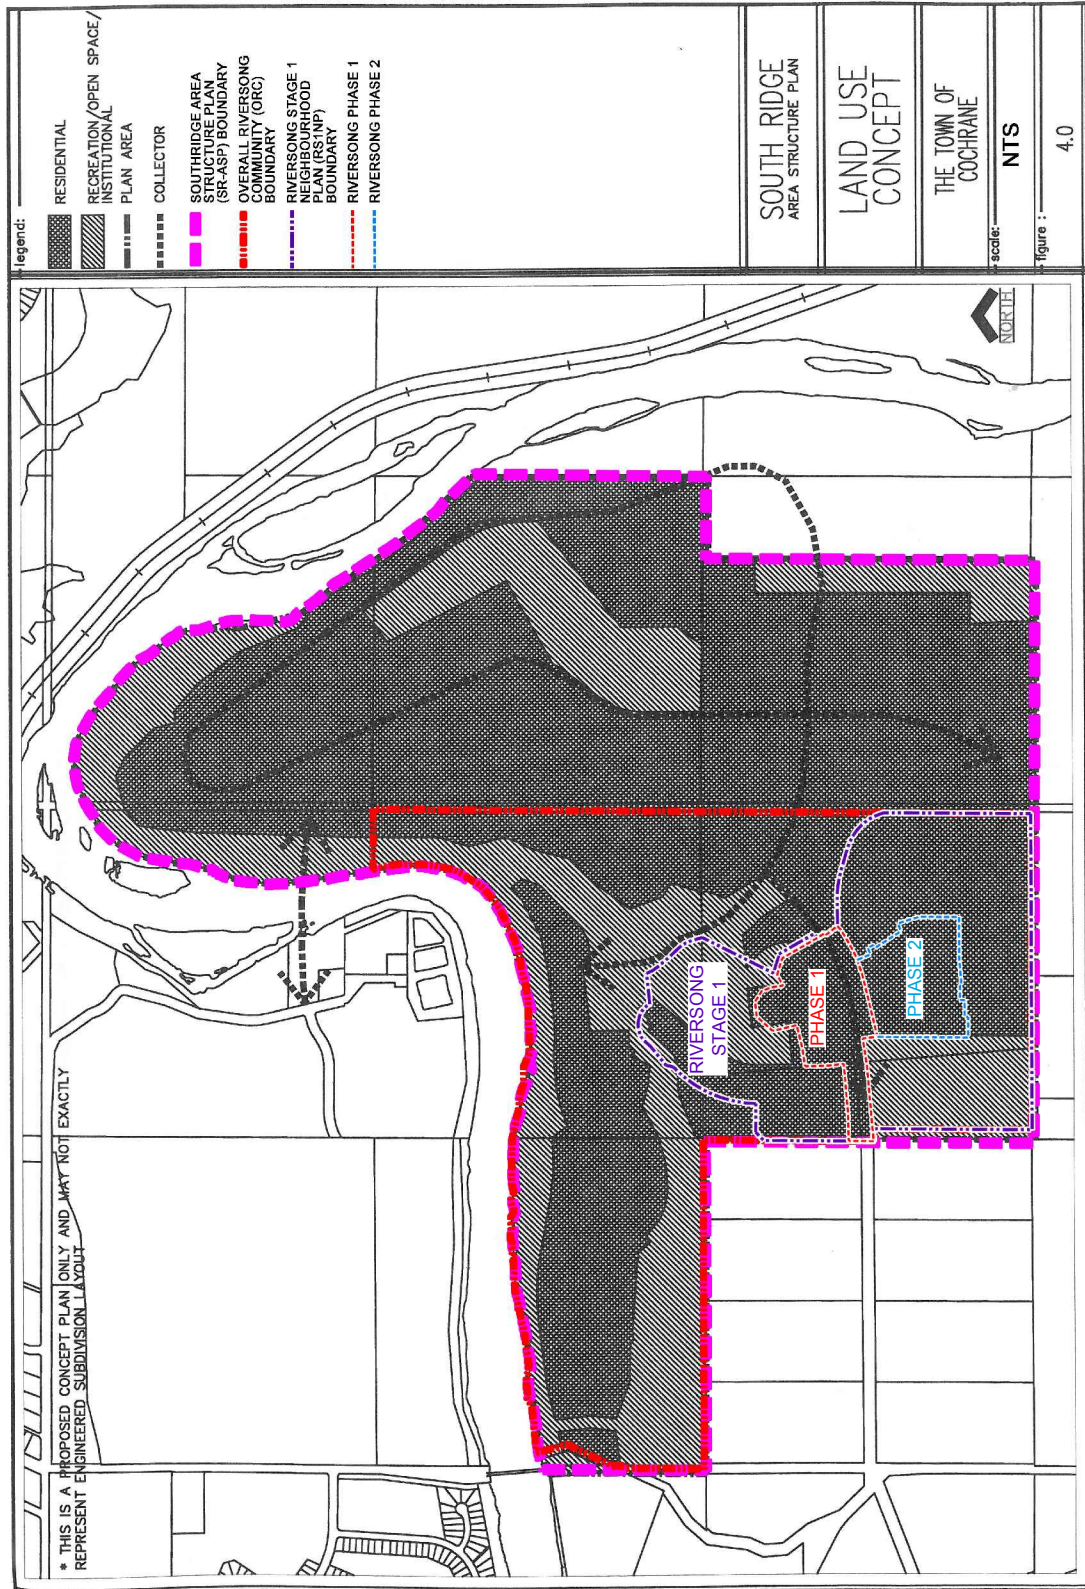 legend:
RESIDENTIAL
RECREATION/OPEN SPACE/
INSTITUTIONAL
PLAN AREA
COLLECTOR
SOUTHRIDGE AREA
STRUCTURE PLAN
(SR-ASP) BOUNDARY
OVERALL RIVERSONG
COMMUNITY (ORC)
BOUNDARY
RIVERSONG STAGE 1
NEIGHBOURHOOD
PLAN (RS1NP)
BOUNDARY
RIVERSONG PHASE 1
RIVERSONG PHASE 2
SOUTH RIDGE
AREA STRUCTURE PLAN
LAND USE
CONCEPT
THE TOWN OF
COCHRANE
scale:
NTS
figure :
4.0
NORTH
RIVERSONG
STAGE 1
PHASE 1
PHASE 2
* THIS IS A PROPOSED CONCEPT PLAN ONLY AND MAY NOT EXACTLY
REPRESENT ENGINEERED SUBDIVISION LAYOUT